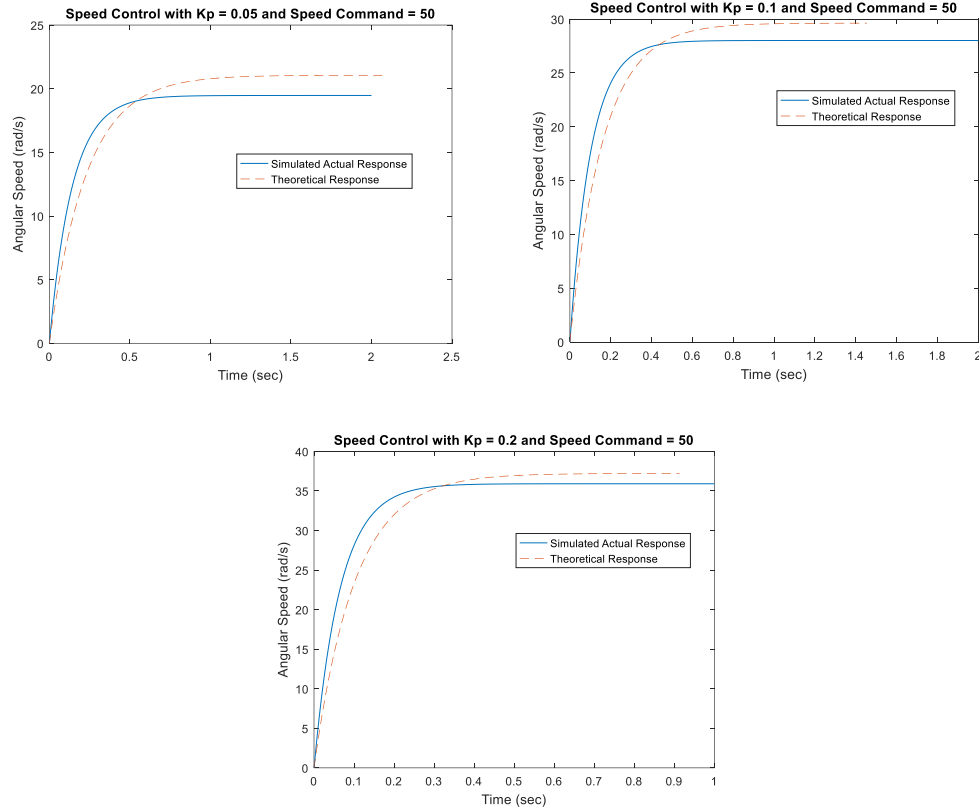 Speed Control with Kp = 0.05 and Speed Command = 50
25
20
15
10
5
0
Angular Speed (rad/s)
Simulated Actual Response
Theoretical Response
0 0.5 1 1.5 2 2.5
Time (sec)
Speed Control with Kp = 0.1 and Speed Command = 50
30
25
20
15
10
5
0
Angular Speed (rad/s)
Simulated Actual Response
Theoretical Response
0 0.2 0.4 0.6 0.8 1 1.2 1.4 1.6 1.8 2
Time (sec)
Speed Control with Kp = 0.2 and Speed Command = 50
40
35
30
25
20
15
10
5
0
Angular Speed (rad/s)
Simulated Actual Response
Theoretical Response
0 0.1 0.2 0.3 0.4 0.5 0.6 0.7 0.8 0.9 1
Time (sec)